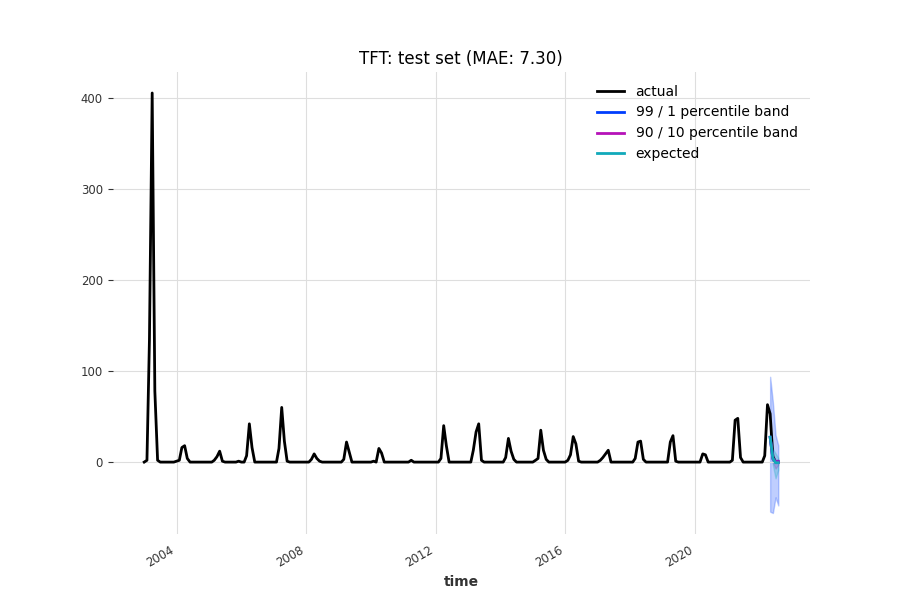 TFT: test set (MAE: 7.30)
actual
99 / 1 percentile band
90 / 10 percentile band
expected
400
300
200
100
0
2004
2008
2012
2016
2020
time